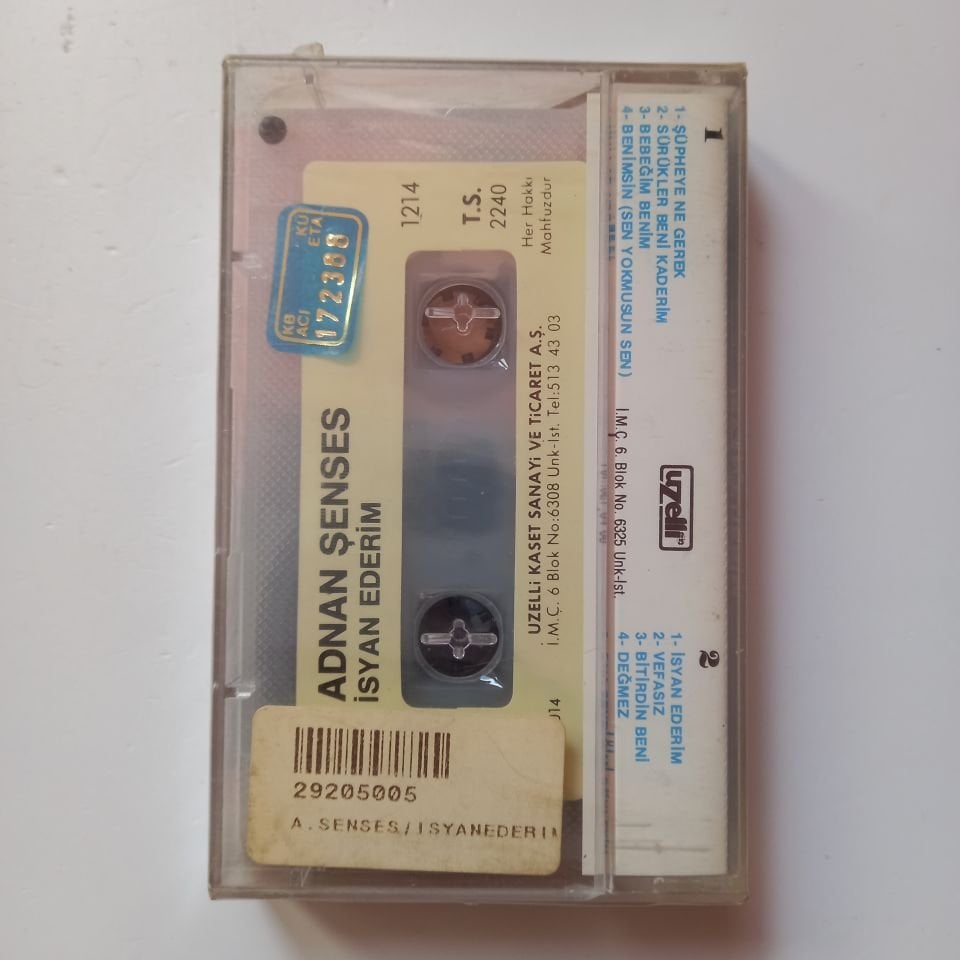 ADNAN ŞENSES
İSYAN EDERİM
KÜ
ETA
172388
KB
ACI
1214
T.S.
2240
Her Hakkı
Mahfuzdur
UZELLİ KASET SANAYİ VE TİCARET A.Ş.
İ.M.Ç. 6 Blok No:6308 Unk-Ist. Tel:513 43 03
29205005
A.SENSES/ISYANEDERIM
1
1- ŞÜPHEYE NE GEREK
2- SÜRÜKLER BENİ KADERİM
3- BEBEĞİM BENİM
4- BENİMSİN (SEN YOKMUSUN SEN)
uzelli
İ.M.Ç. 6. Blok No. 6325 Unk-Ist.
2
1- İSYAN EDERİM
2- VEFASIZ
3- BİTİRDİN BENİ
4- DEĞMEZ